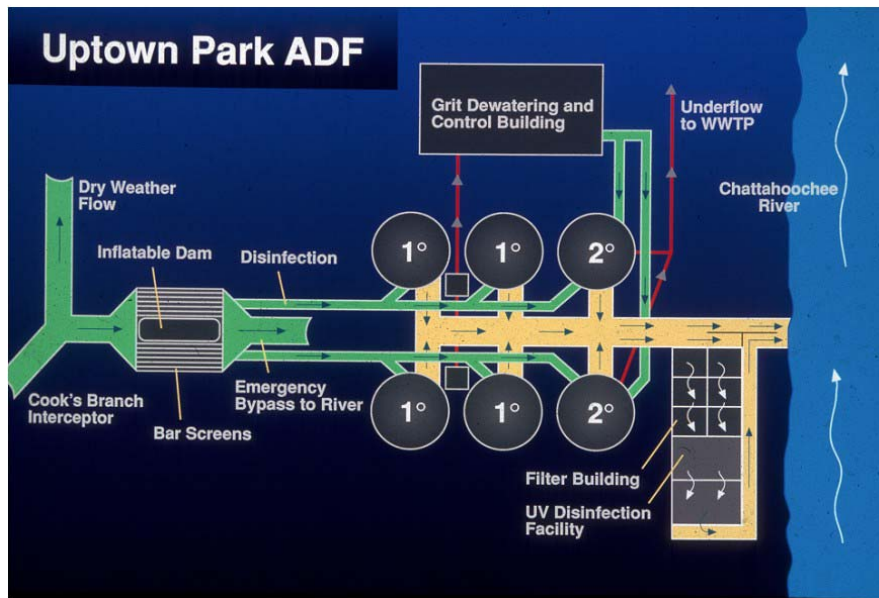 Uptown Park ADF
Grit Dewatering and
Control Building
Underflow
to WWTP
Dry Weather
Flow
Chattahoochee
River
Inflatable Dam
Disinfection
1°
1°
2°
Cook's Branch
Interceptor
Emergency
Bypass to River
Bar Screens
1°
1°
2°
Filter Building
UV Disinfection
Facility